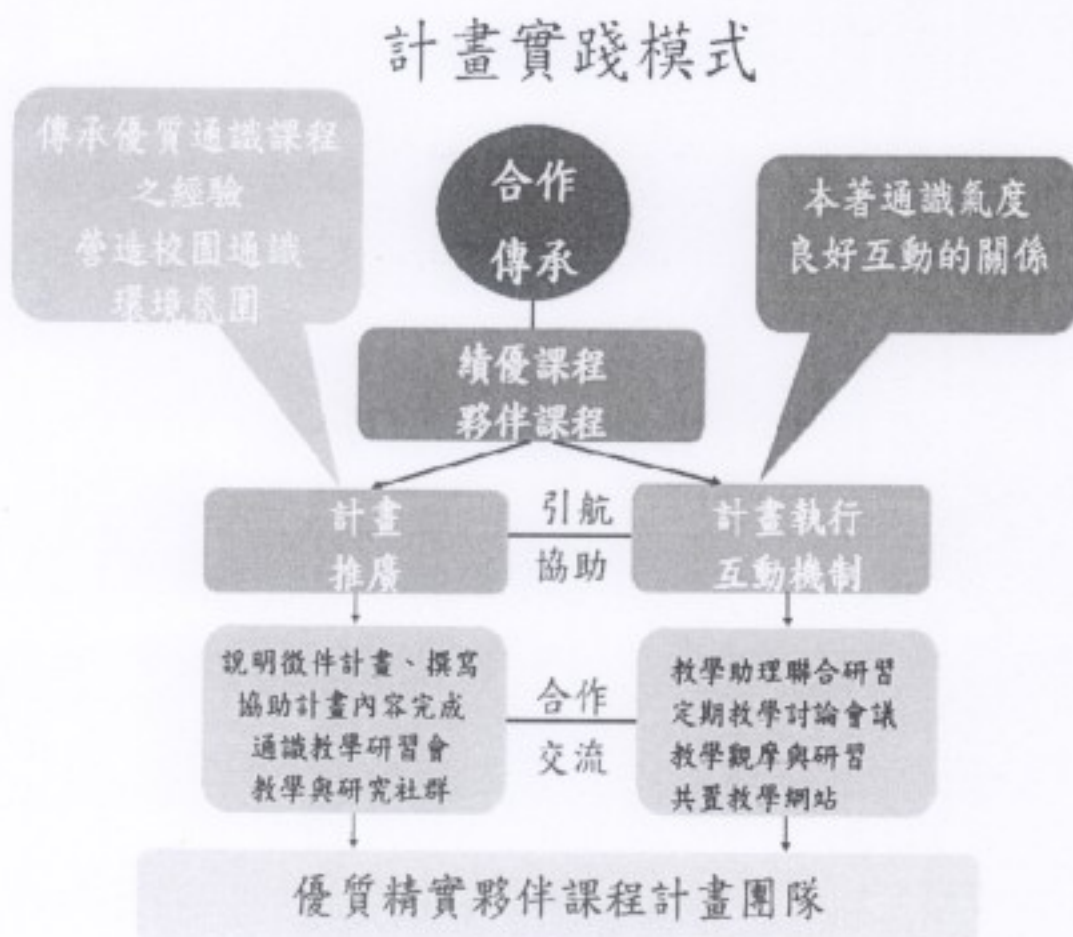 計畫實踐模式
傳承優質通識課程
之經驗
營造校園通識
環境氛圍
合作
傳承
本著通識氣度
良好互動的關係
績優課程
夥伴課程
計畫
推廣
引航
協助
計畫執行
互動機制
說明徵件計畫、撰寫
協助計畫內容完成
通識教學研習會
教學與研究社群
合作
交流
教學助理聯合研習
定期教學討論會議
教學觀摩與研習
共置教學網站
優質精實夥伴課程計畫團隊